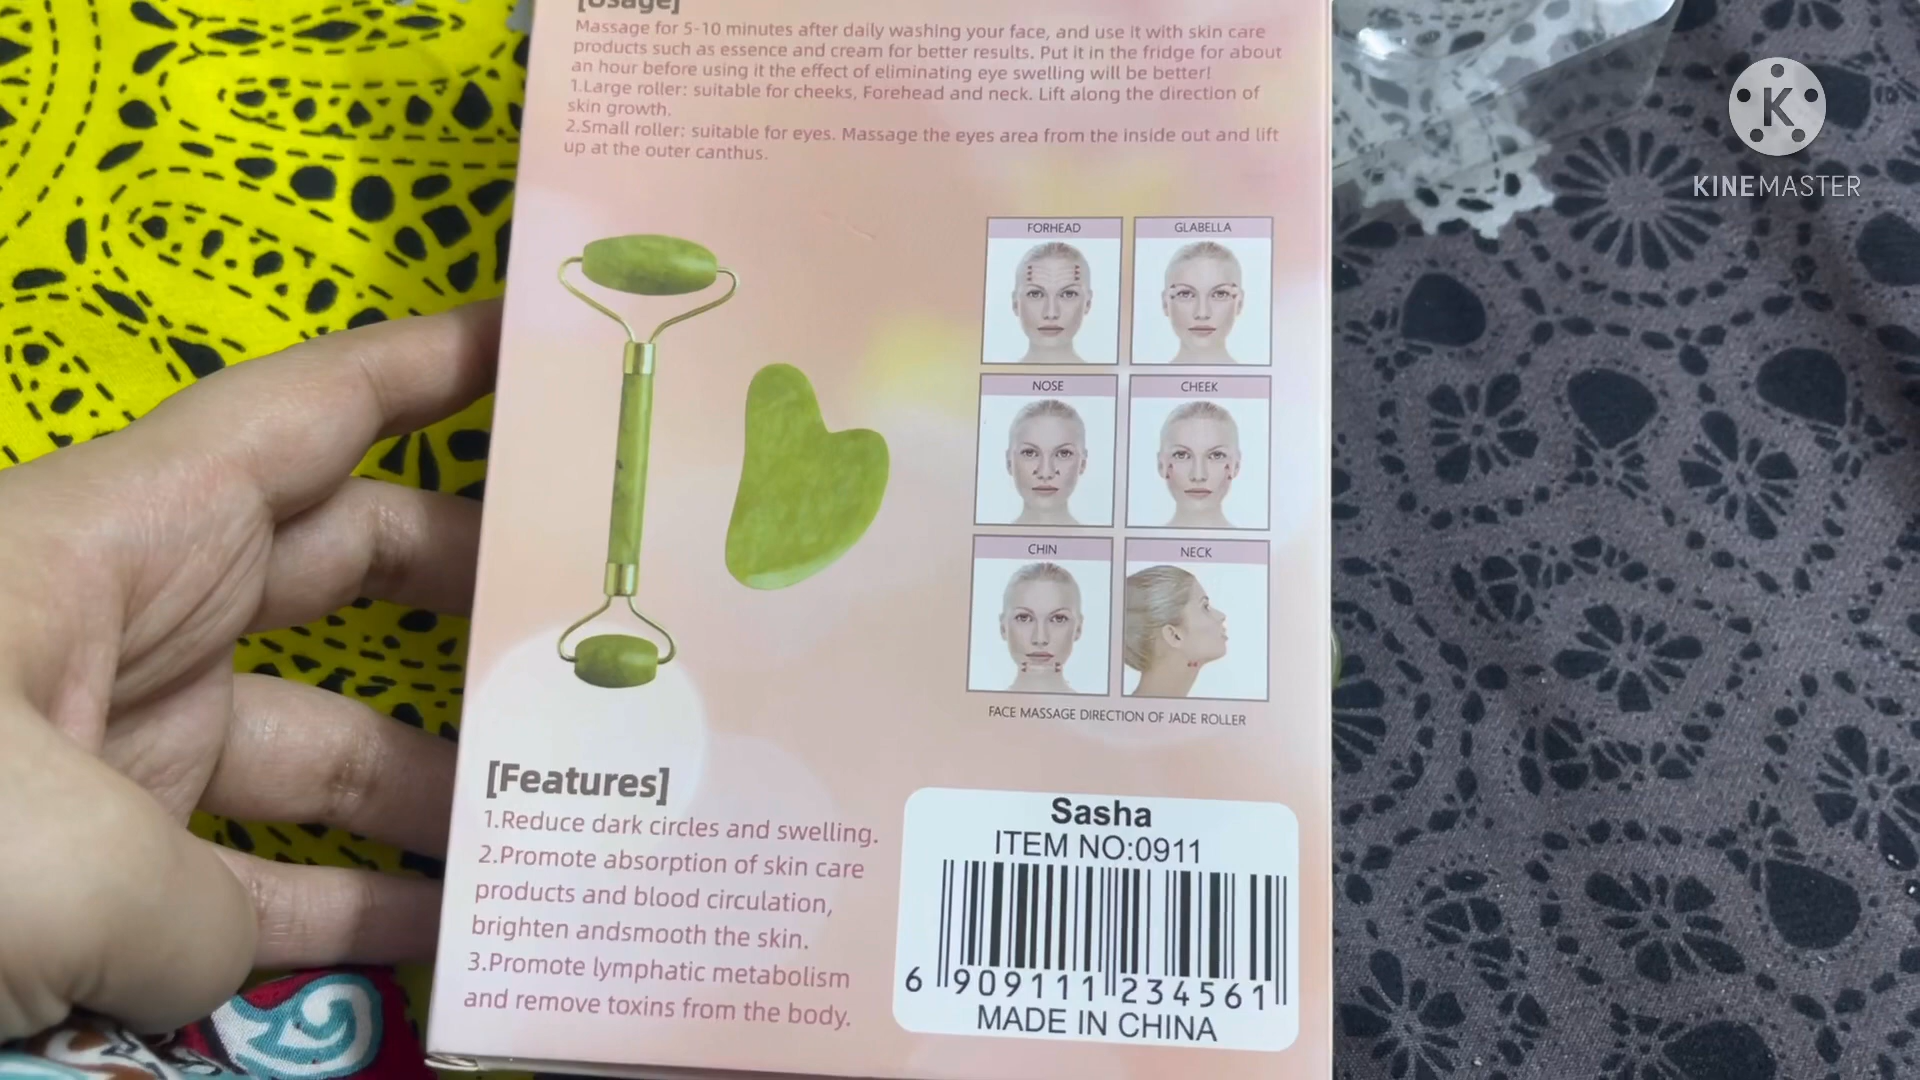 [Usage]
Massage for 5-10 minutes after daily washing your face, and use it with skin care
products such as essence and cream for better results. Put it in the fridge for about
an hour before using it the effect of eliminating eye swelling will be better!
1.Large roller: suitable for cheeks, Forehead and neck. Lift along the direction of
skin growth.
2.Small roller: suitable for eyes. Massage the eyes area from the inside out and lift
up at the outer canthus.
K
KINEMASTER
FORHEAD
GLABELLA
NOSE
CHEEK
CHIN
NECK
FACE MASSAGE DIRECTION OF JADE ROLLER
[Features]
1.Reduce dark circles and swelling.
2.Promote absorption of skin care
products and blood circulation,
brighten andsmooth the skin.
3.Promote lymphatic metabolism
and remove toxins from the body.
Sasha
ITEM NO:0911
6 909111 234561
MADE IN CHINA